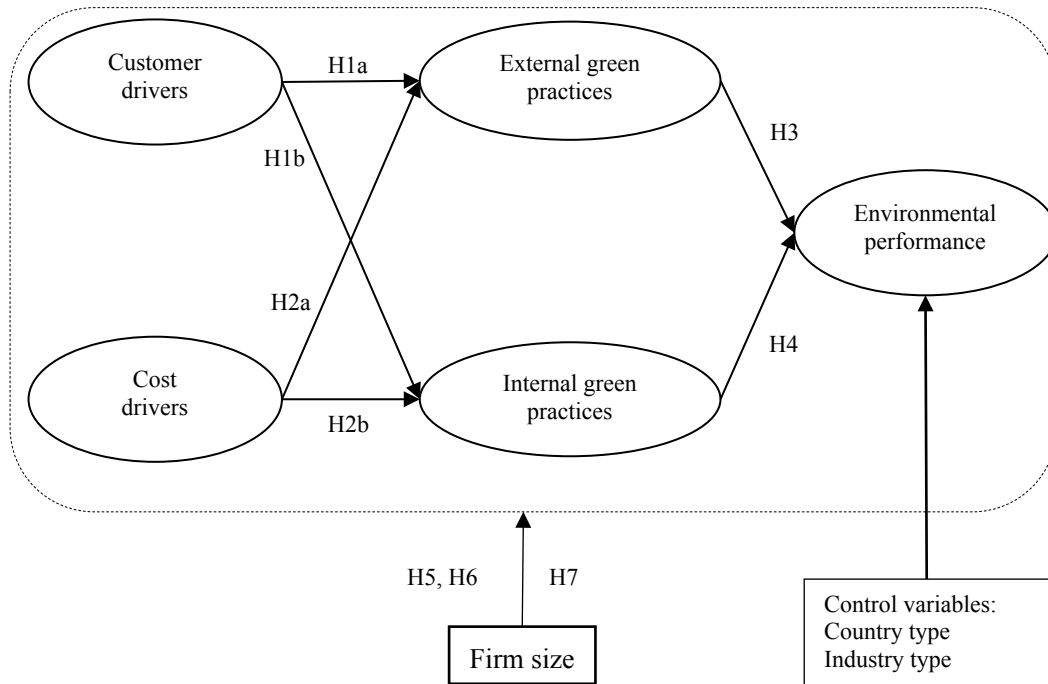 Customer
drivers
H1a
External green
practices
H1b
H3
Environmental
performance
H2a
H4
Cost
drivers
H2b
Internal green
practices
H5, H6
H7
Firm size
Control variables:
Country type
Industry type